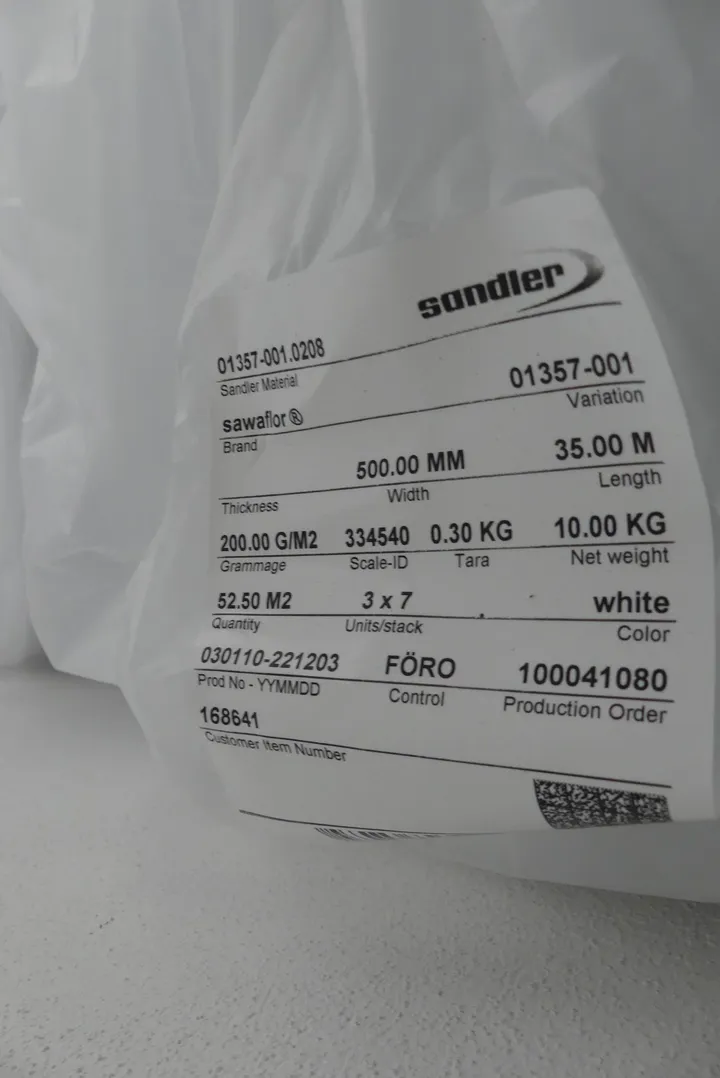 sandler
01357-001.0208
Sandler Material
01357-001
Variation
sawaflor®
Brand
500.00 MM
35.00 M
Thickness
Width
Length
200.00 G/M2 334540 0.30 KG 10.00 KG
Grammage Scale-ID Tara Net weight
52.50 M2 3 x 7 white
Quantity Units/stack Color
030110-221203 FÖRO 100041080
Prod No - YYMMDD Control Production Order
168641
Customer Item Number